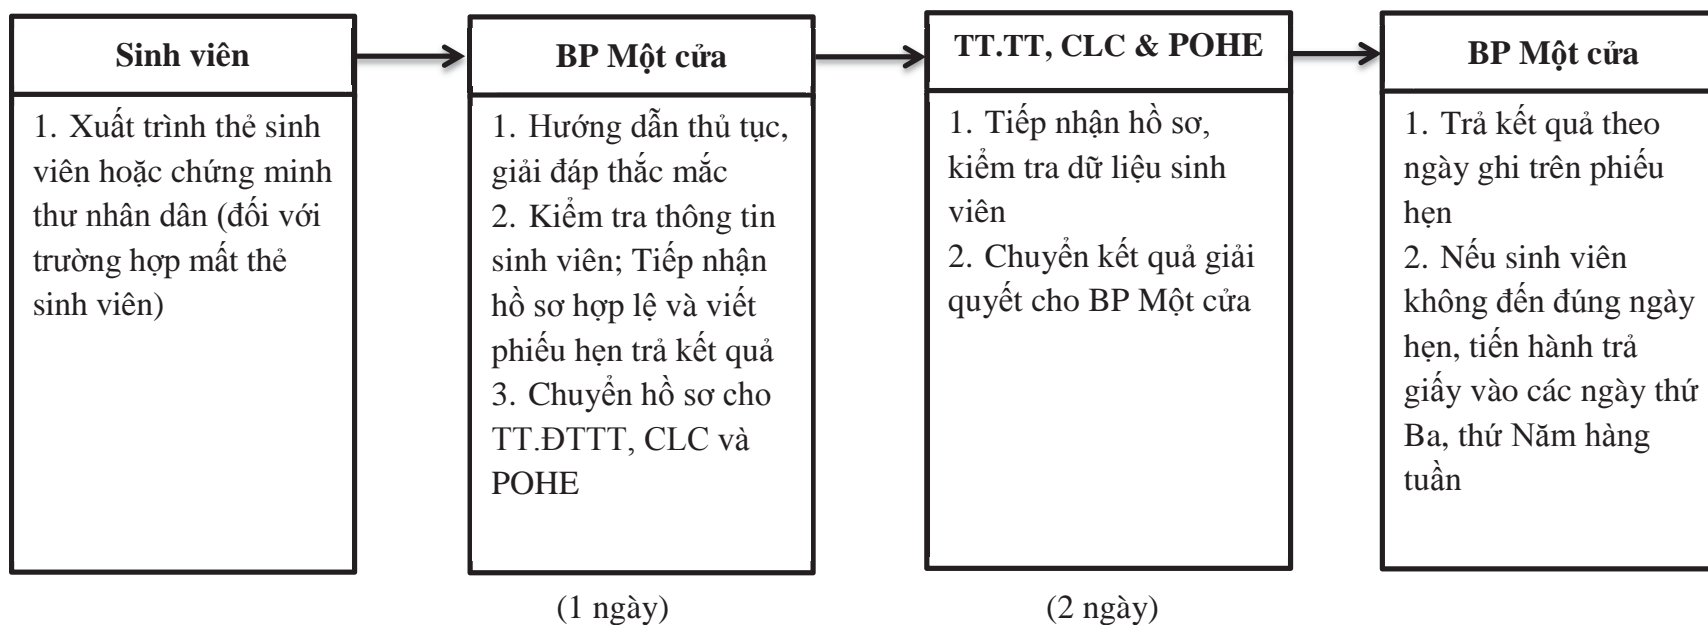 Sinh viên
1. Xuất trình thẻ sinh
viên hoặc chứng minh
thư nhân dân (đối với
trường hợp mất thẻ
sinh viên)
BP Một cửa
1. Hướng dẫn thủ tục,
giải đáp thắc mắc
2. Kiểm tra thông tin
sinh viên; Tiếp nhận
hồ sơ hợp lệ và viết
phiếu hẹn trả kết quả
3. Chuyển hồ sơ cho
TT.ĐTTT, CLC và
POHE
(1 ngày)
TT.TT, CLC & POHE
1. Tiếp nhận hồ sơ,
kiểm tra dữ liệu sinh
viên
2. Chuyển kết quả giải
quyết cho BP Một cửa
(2 ngày)
BP Một cửa
1. Trả kết quả theo
ngày ghi trên phiếu
hẹn
2. Nếu sinh viên
không đến đúng ngày
hẹn, tiến hành trả
giấy vào các ngày thứ
Ba, thứ Năm hàng
tuần